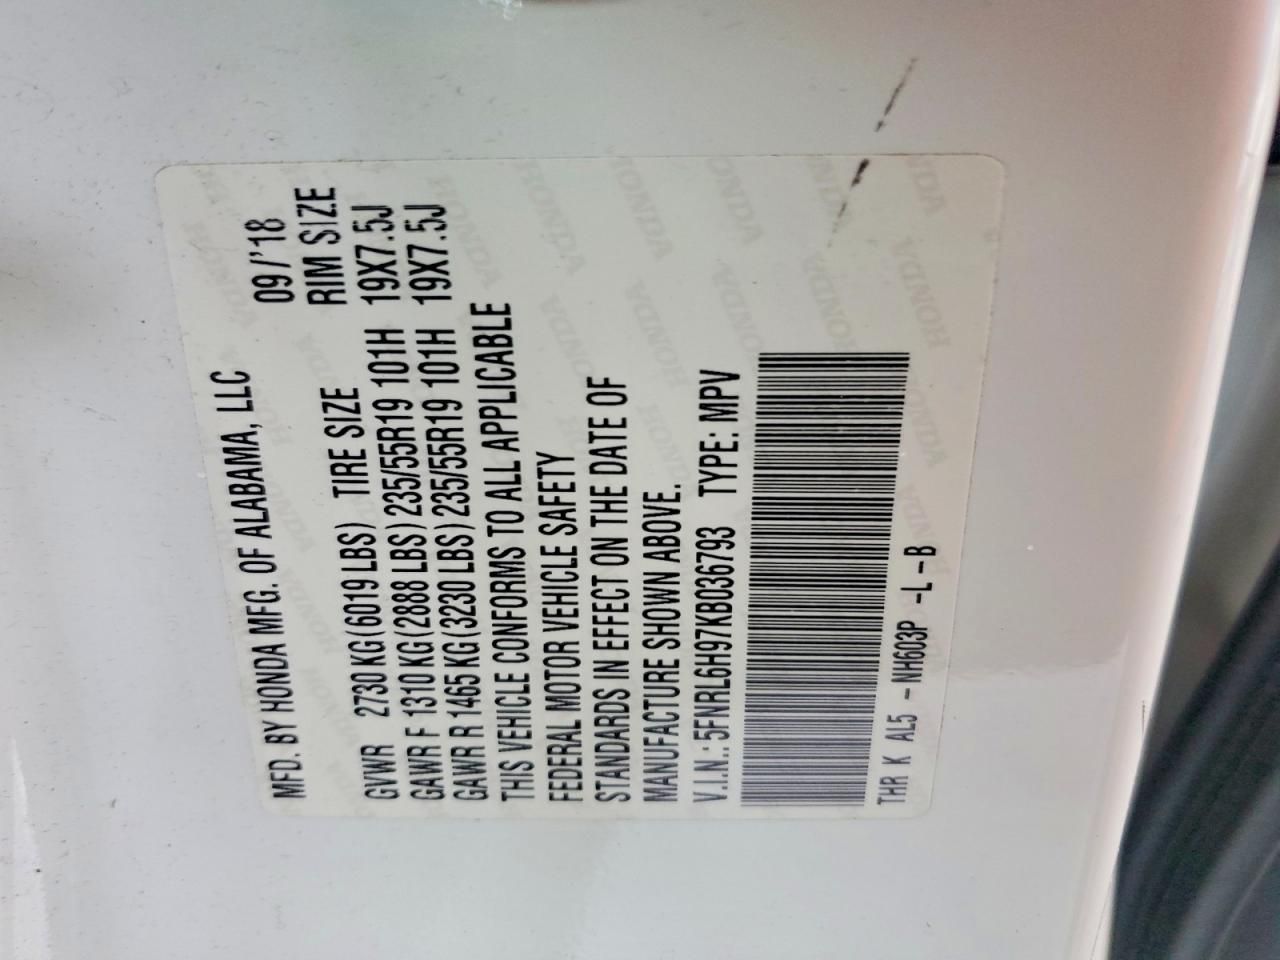 MFD. BY HONDA MFG. OF ALABAMA, LLC 09/'18
TIRE SIZE RIM SIZE
GVWR 2730 KG(6019 LBS)
GAWR F 1310 KG(2888 LBS) 235/55R19 101H 19X7.5J
GAWR R 1465 KG(3230 LBS) 235/55R19 101H 19X7.5J
THIS VEHICLE CONFORMS TO ALL APPLICABLE
FEDERAL MOTOR VEHICLE SAFETY
STANDARDS IN EFFECT ON THE DATE OF
MANUFACTURE SHOWN ABOVE.
V.I.N.: 5FNRL6H97KB036793 TYPE: MPV
THR K AL5 - NH603P -L -B